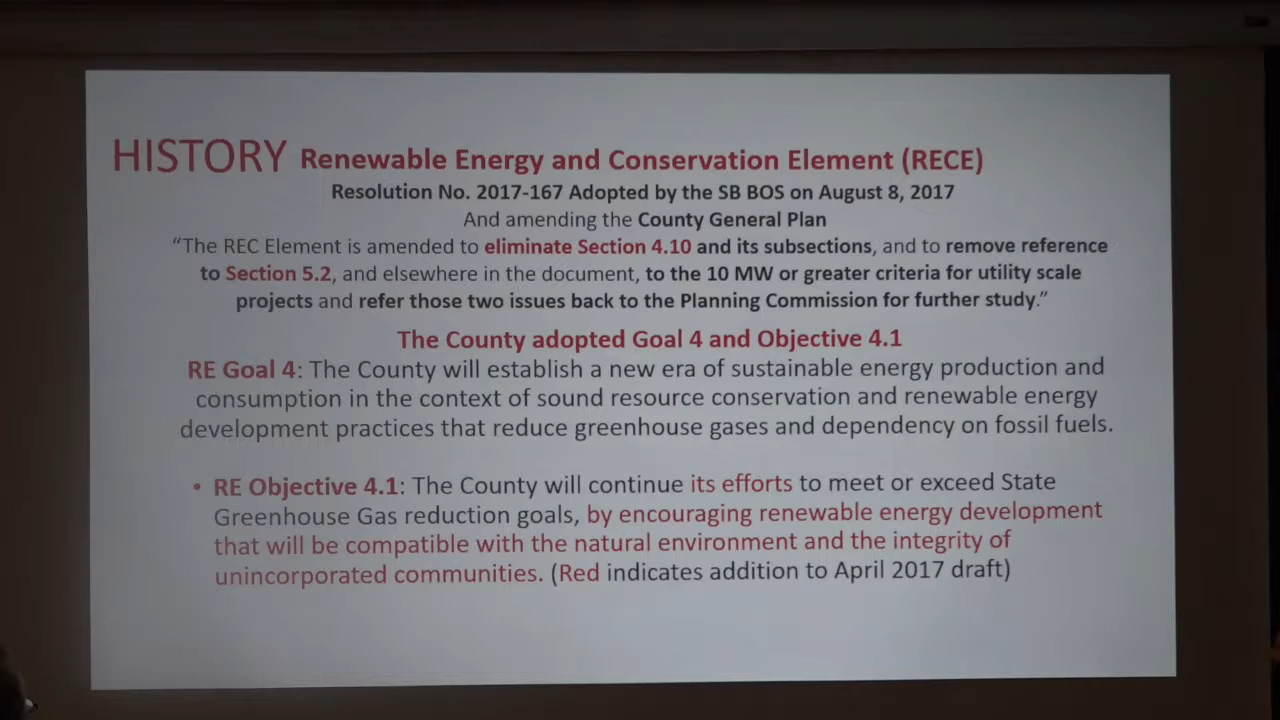 HISTORY Renewable Energy and Conservation Element (RECE)
Resolution No. 2017-167 Adopted by the SB BOS on August 8, 2017
And amending the County General Plan
“The REC Element is amended to eliminate Section 4.10 and its subsections, and to remove reference
to Section 5.2, and elsewhere in the document, to the 10 MW or greater criteria for utility scale
projects and refer those two issues back to the Planning Commission for further study.”
The County adopted Goal 4 and Objective 4.1
RE Goal 4: The County will establish a new era of sustainable energy production and
consumption in the context of sound resource conservation and renewable energy
development practices that reduce greenhouse gases and dependency on fossil fuels.
• RE Objective 4.1: The County will continue its efforts to meet or exceed State
Greenhouse Gas reduction goals, by encouraging renewable energy development
that will be compatible with the natural environment and the integrity of
unincorporated communities. (Red indicates addition to April 2017 draft)